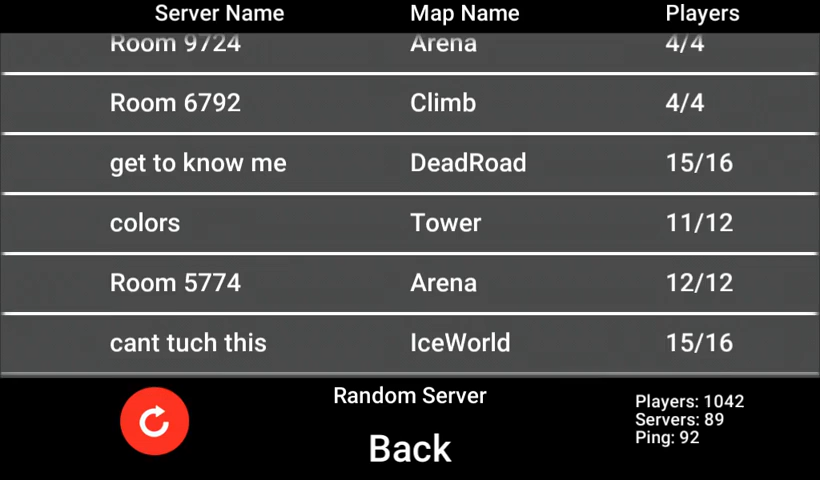 Server Name Map Name Players
Room 9724 Arena 4/4
Room 6792 Climb 4/4
get to know me DeadRoad 15/16
colors Tower 11/12
Room 5774 Arena 12/12
cant tuch this IceWorld 15/16
Random Server
Back
Players: 1042
Servers: 89
Ping: 92